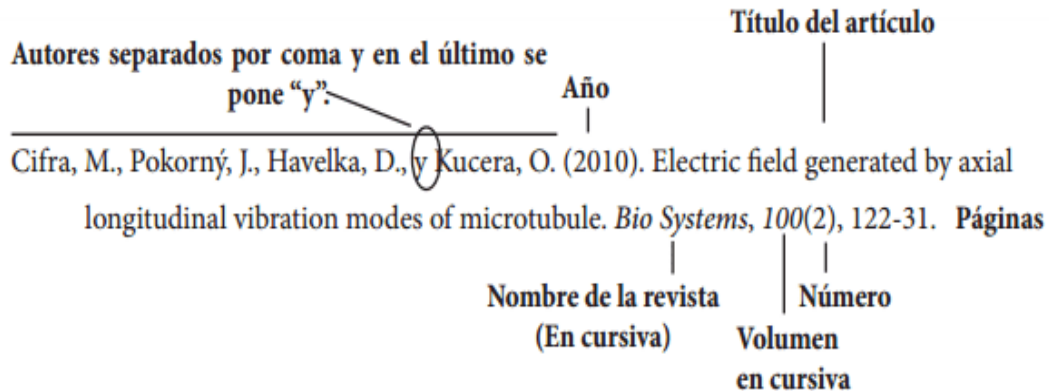 Título del artículo
Autores separados por coma y en el último se
pone “y”.
Año
Cifra, M., Pokorný, J., Havelka, D., y Kucera, O. (2010). Electric field generated by axial
longitudinal vibration modes of microtubule. Bio Systems, 100(2), 122-31. Páginas
Nombre de la revista
(En cursiva)
Número
Volumen
en cursiva